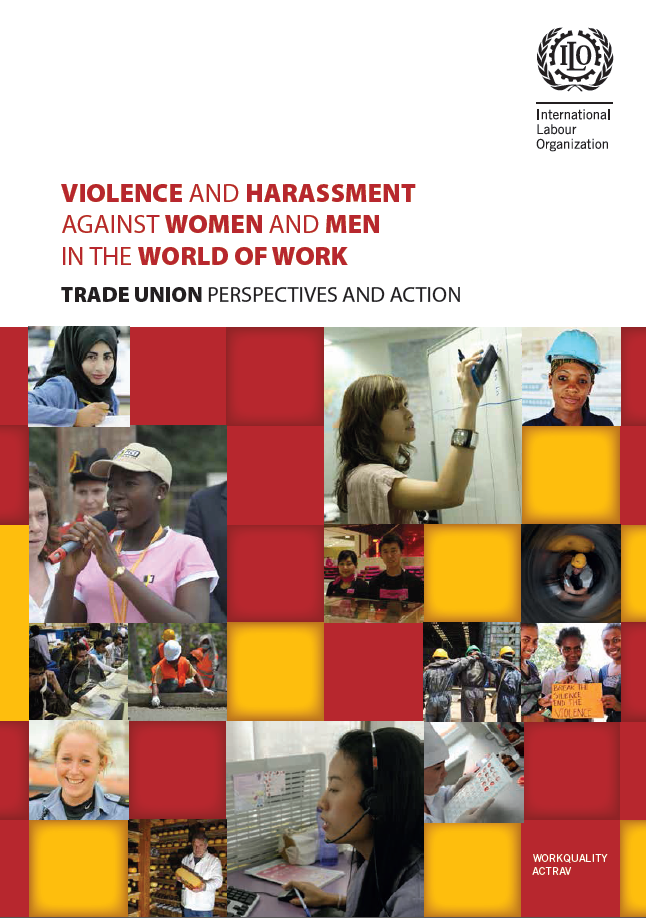 ILO
International
Labour
Organization
VIOLENCE AND HARASSMENT
AGAINST WOMEN AND MEN
IN THE WORLD OF WORK
TRADE UNION PERSPECTIVES AND ACTION
BREAK THE
SILENCE
END THE
VIOLENCE
WORKQUALITY
ACTRAV